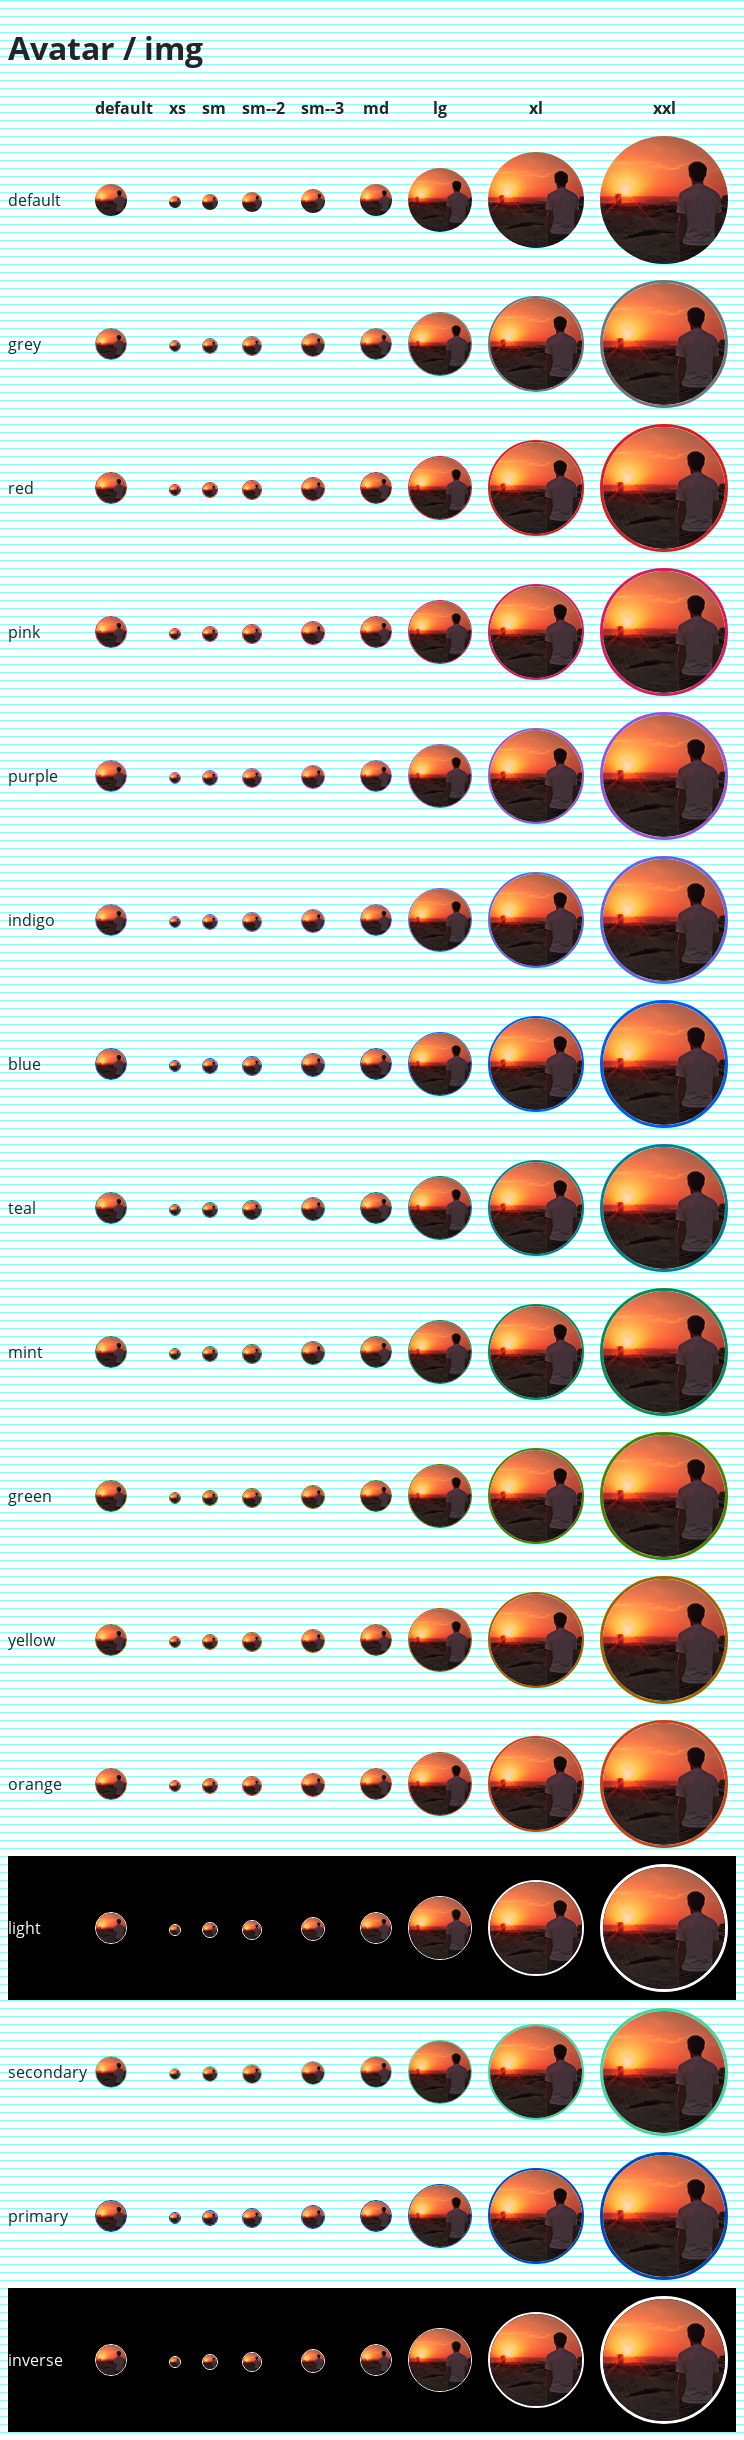 Avatar / img
default xs sm sm--2 sm--3 md lg xl xxl
default
grey
red
pink
purple
indigo
blue
teal
mint
green
yellow
orange
light
secondary
primary
inverse